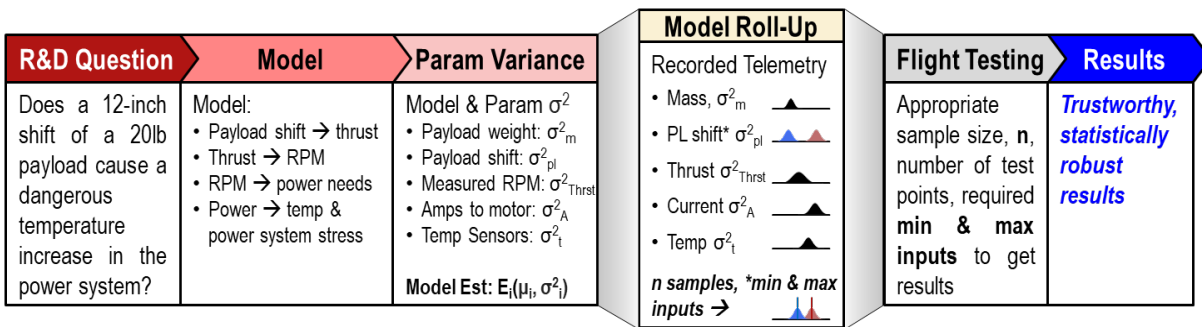 R&D Question
Does a 12-inch
shift of a 20lb
payload cause a
dangerous
temperature
increase in the
power system?
Model
Model:
• Payload shift → thrust
• Thrust → RPM
• RPM → power needs
• Power → temp &
power system stress
Param Variance
Model & Param σ²
• Payload weight: σ²m
• Payload shift: σ²pl
• Measured RPM: σ²Thrst
• Amps to motor: σ²A
• Temp Sensors: σ²t
Model Est: Ei(μi, σ²i)
Model Roll-Up
Recorded Telemetry
• Mass, σ²m
• PL shift* σ²pl
• Thrust σ²Thrst
• Current σ²A
• Temp σ²t
n samples, *min & max
inputs →
Flight Testing
Appropriate
sample size, n,
number of test
points, required
min & max
inputs to get
results
Results
Trustworthy,
statistically
robust
results